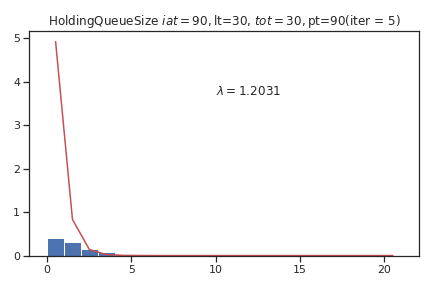 HoldingQueueSize iat = 90, lt=30, tot = 30, pt=90(iter = 5)
5
4
λ = 1.2031
3
2
1
0
0 5 10 15 20